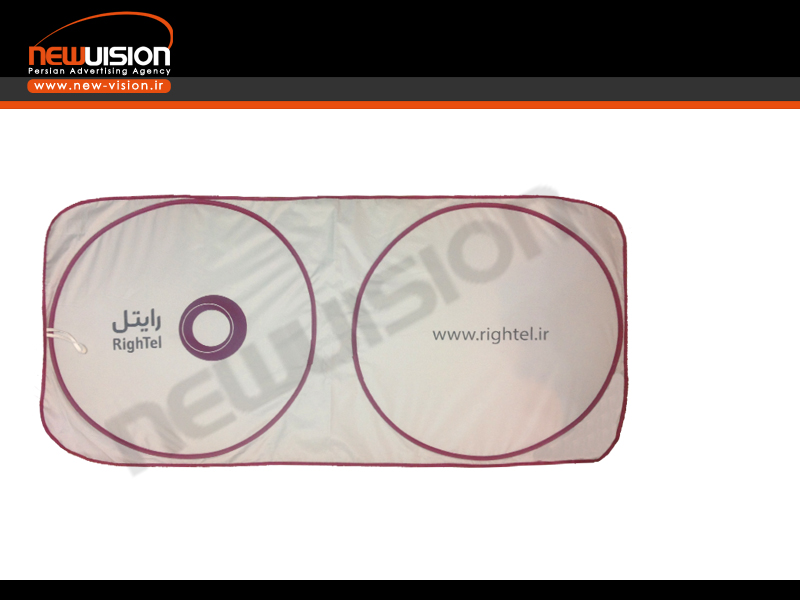 newvision
Persian Advertising Agency
www.new-vision.ir
رایتل
RighTel
www.rightel.ir
newvision